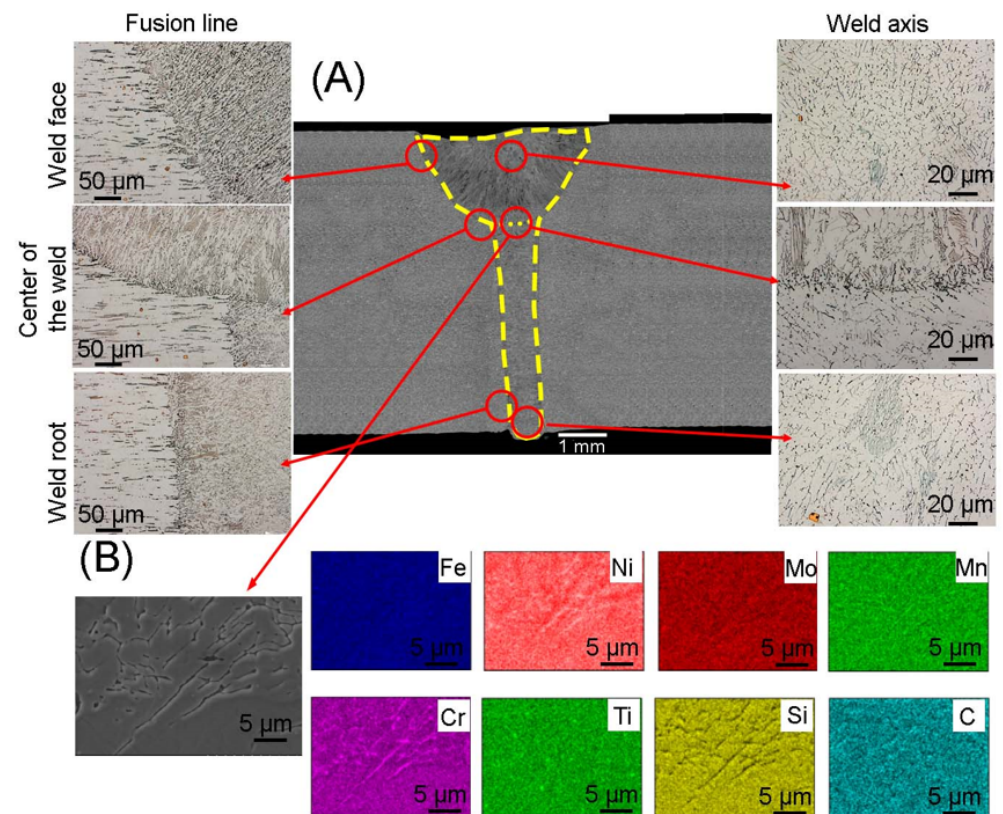 Fusion line
Weld axis
(A)
Weld face
50 µm
20 µm
Center of
the weld
50 µm
20 µm
Weld root
50 µm
1 mm
20 µm
(B)
5 µm
Fe
5 µm
Ni
5 µm
Mo
5 µm
Mn
5 µm
Cr
5 µm
Ti
5 µm
Si
5 µm
C
5 µm